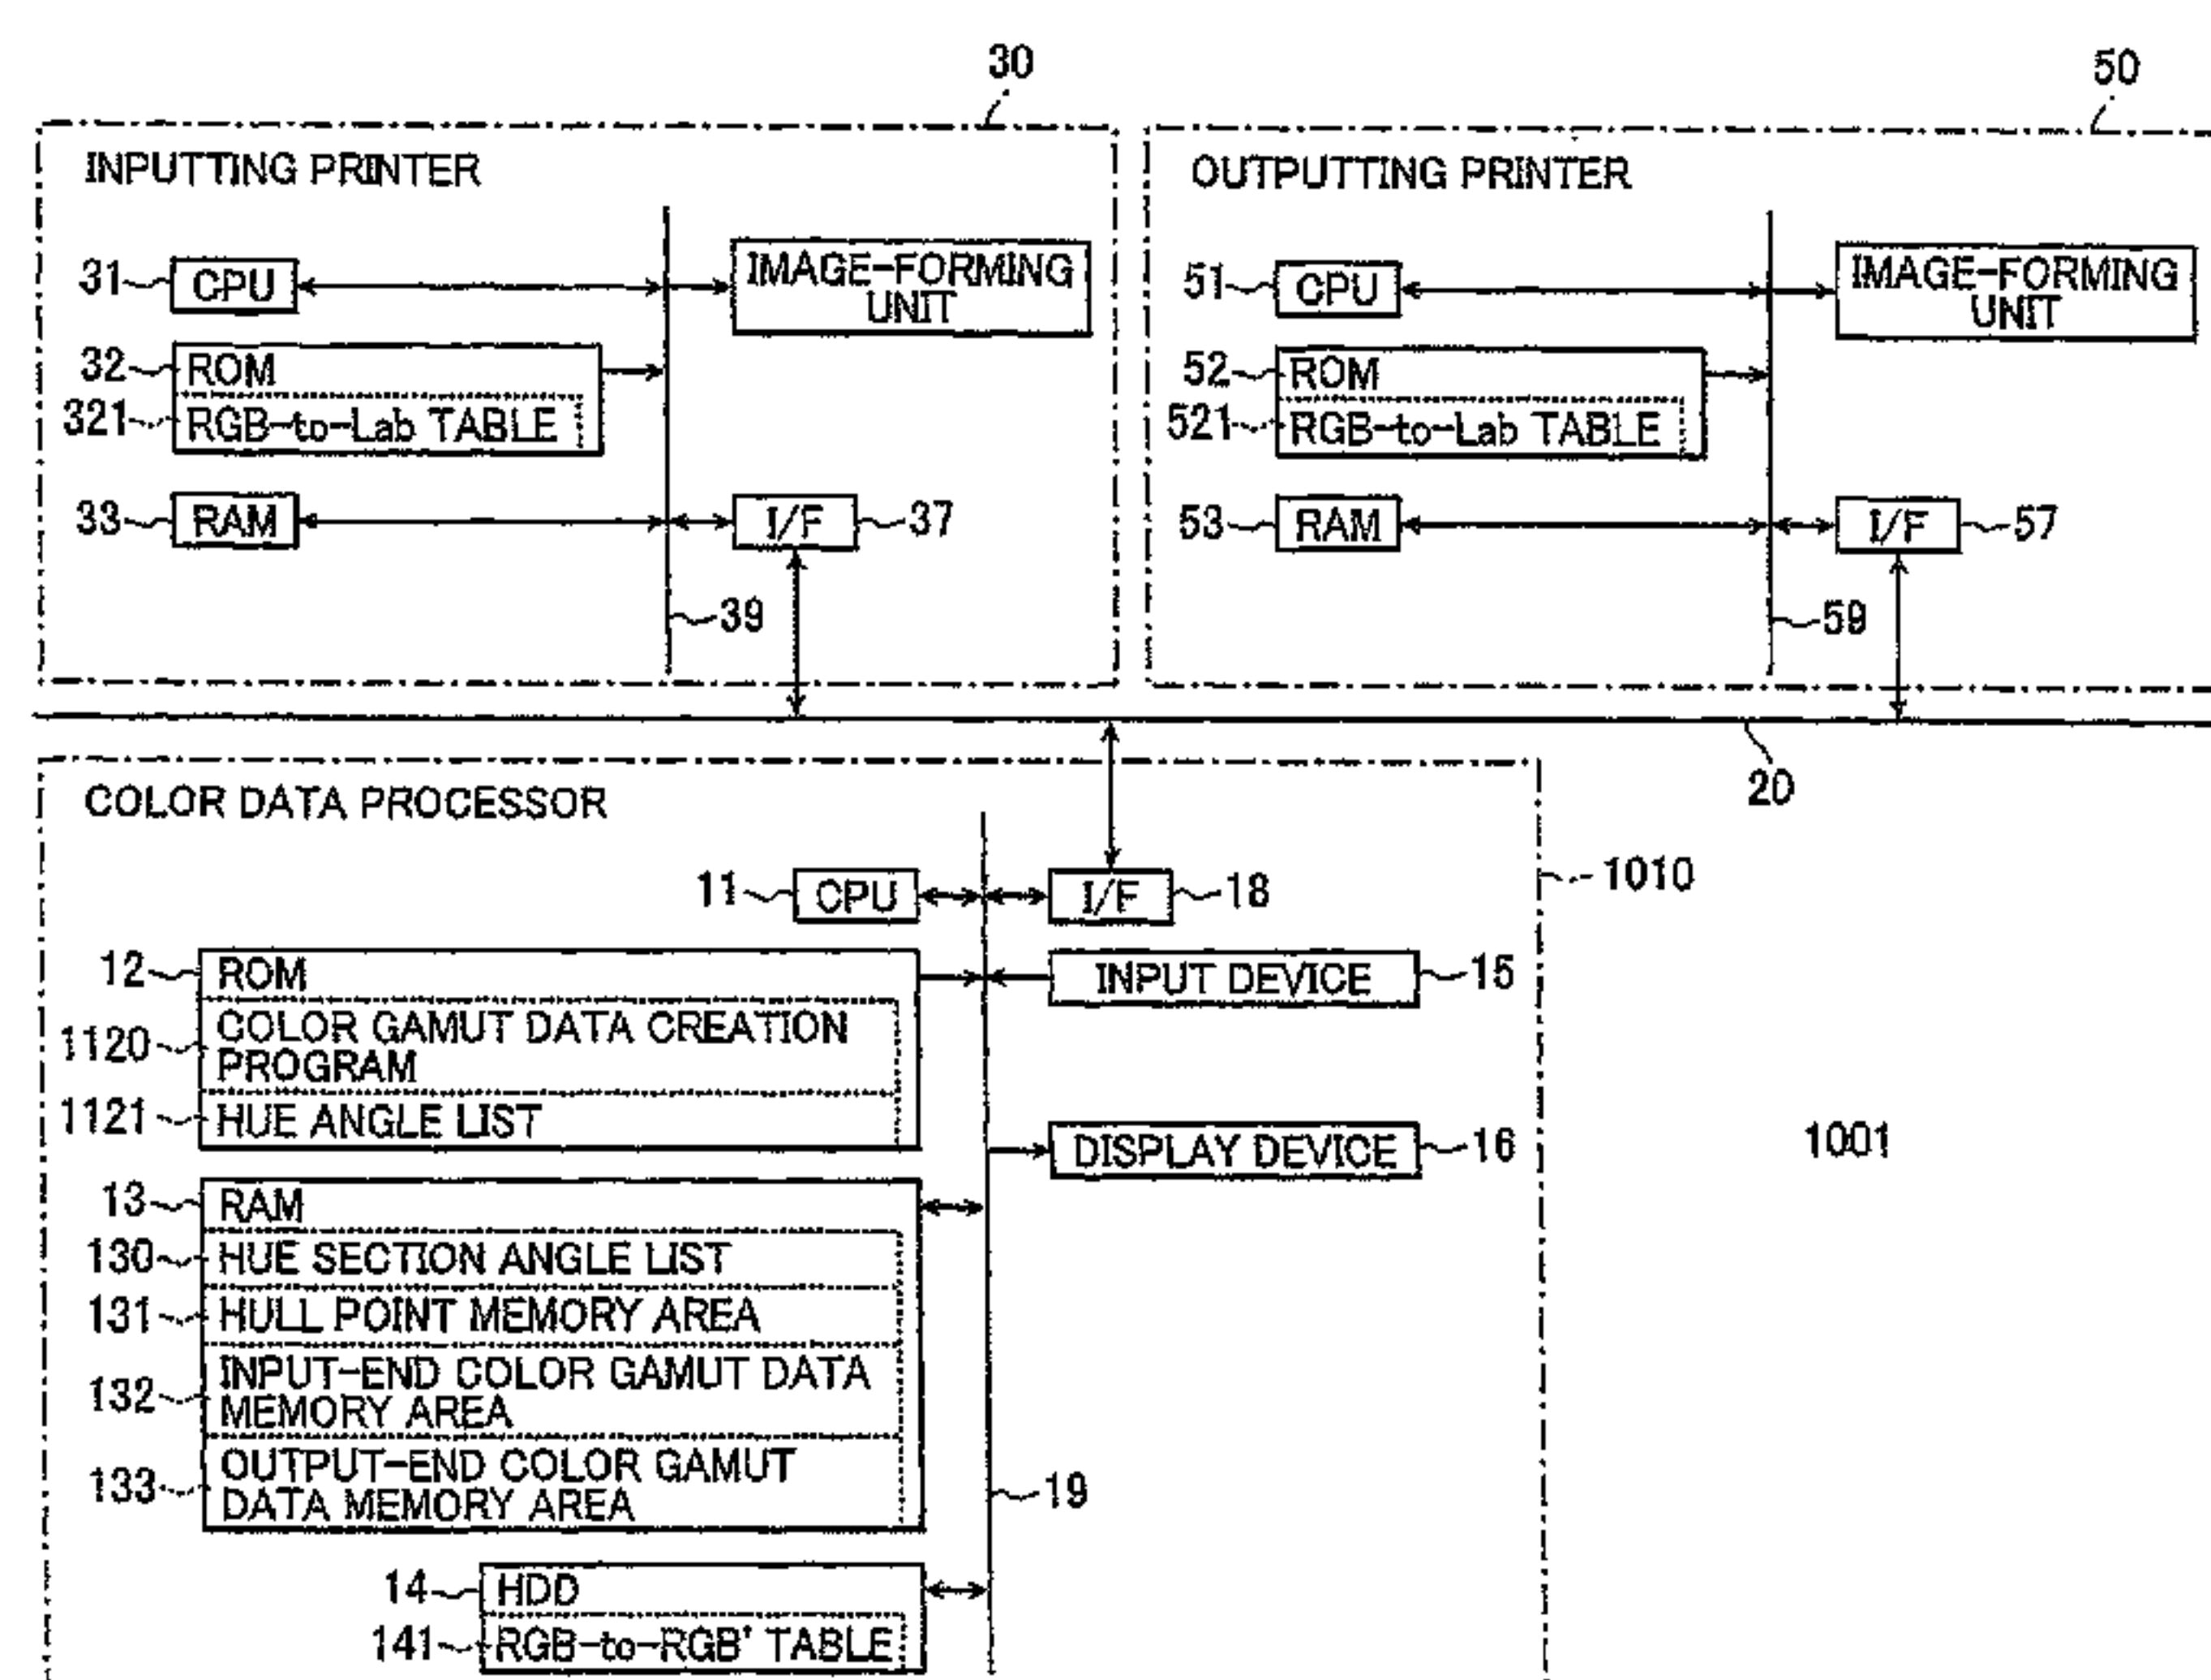 30
50
INPUTTING PRINTER
OUTPUTTING PRINTER
31
CPU
IMAGE-FORMING
UNIT
32
ROM
321
RGB-to-Lab TABLE
33
RAM
I/F
37
39
51
CPU
IMAGE-FORMING
UNIT
52
ROM
521
RGB-to-Lab TABLE
53
RAM
I/F
57
59
20
COLOR DATA PROCESSOR
1010
11
CPU
I/F
18
12
ROM
INPUT DEVICE
15
1120
COLOR GAMUT DATA CREATION
PROGRAM
1121
HUE ANGLE LIST
DISPLAY DEVICE
16
1001
13
RAM
130
HUE SECTION ANGLE LIST
131
HULL POINT MEMORY AREA
132
INPUT-END COLOR GAMUT DATA
MEMORY AREA
133
OUTPUT-END COLOR GAMUT
DATA MEMORY AREA
19
14
HDD
141
RGB-to-RGB' TABLE